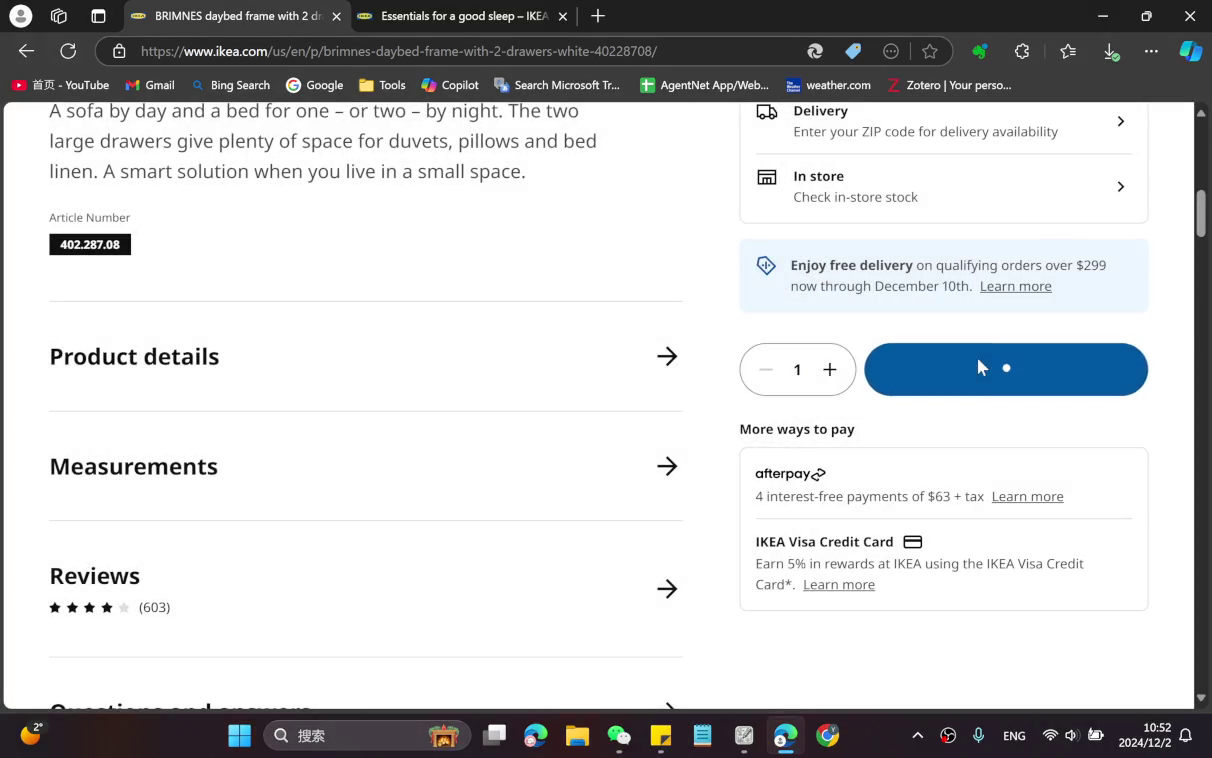 BRIMNES daybed frame with 2 dr
Essentials for good sleep – IKEA
https://www.ikea.com/us/en/p/brimnes-daybed-frame-with-2-drawers-white-40228708/
首页 - YouTube
Gmail
Bing Search
Google
Tools
Copilot
Search Microsoft Tr...
AgentNet App/Web...
weather.com
Zotero | Your perso...
A sofa by day and a bed for one – or two – by night. The two
large drawers give plenty of space for duvets, pillows and bed
linen. A smart solution when you live in a small space.
Article Number
402.287.08
Product details
Measurements
Reviews
(603)
Questions and answers
Delivery
Enter your ZIP code for delivery availability
In store
Check in-store stock
Enjoy free delivery on qualifying orders over $299
now through December 10th. Learn more
1
More ways to pay
afterpay
4 interest-free payments of $63 + tax Learn more
IKEA Visa Credit Card
Earn 5% in rewards at IKEA using the IKEA Visa Credit
Card*. Learn more
2°
搜索
ENG
10:52
2024/12/2